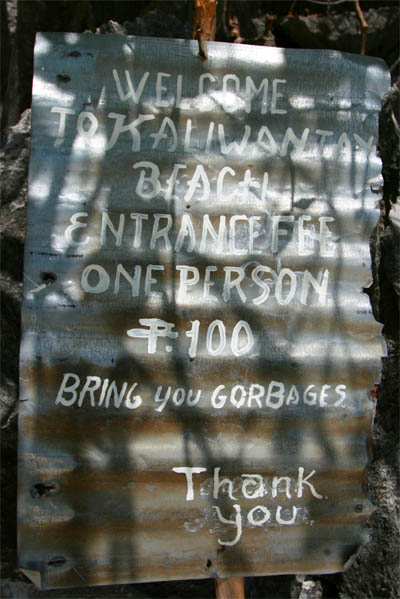 WELCOME
TO KALIWANTAY
BEACH
ENTRANCE FEE
ONE PERSON
₱.100
BRING YOU GORBAGES
Thank
you